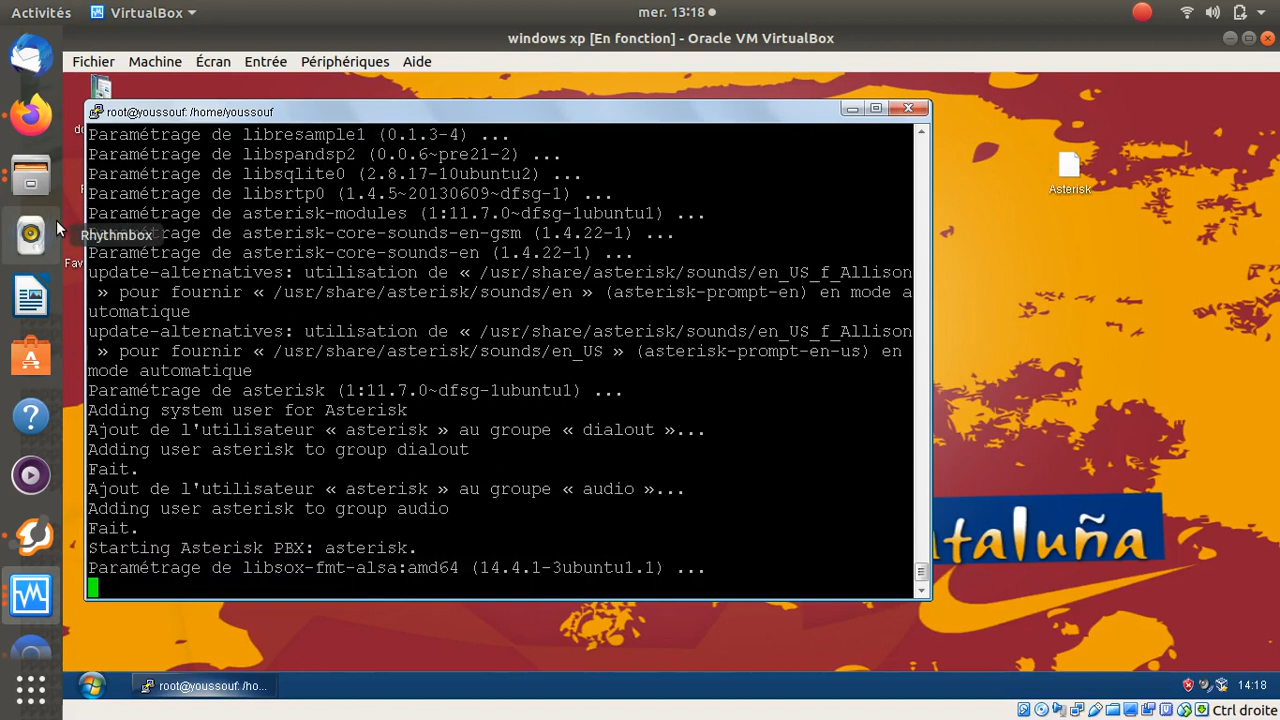 Activités VirtualBox mer. 13:18
windows xp [En fonction] - Oracle VM VirtualBox
Fichier Machine Écran Entrée Périphériques Aide
root@youssouf: /home/youssouf
Paramétrage de libresample1 (0.1.3-4) ...
Paramétrage de libspandsp2 (0.0.6~pre21-2) ...
Paramétrage de libsqlite0 (2.8.17-10ubuntu2) ...
Paramétrage de libsrtp0 (1.4.5~20130609~dfsg-1) ...
Paramétrage de asterisk-modules (1:11.7.0~dfsg-1ubuntu1) ...
trage de asterisk-core-sounds-en-gsm (1.4.22-1) ...
Paramétrage de asterisk-core-sounds-en (1.4.22-1) ...
update-alternatives: utilisation de « /usr/share/asterisk/sounds/en_US_f_Allison
» pour fournir « /usr/share/asterisk/sounds/en » (asterisk-prompt-en) en mode a
utomatique
update-alternatives: utilisation de « /usr/share/asterisk/sounds/en_US_f_Allison
» pour fournir « /usr/share/asterisk/sounds/en_US » (asterisk-prompt-en-us) en
mode automatique
Paramétrage de asterisk (1:11.7.0~dfsg-1ubuntu1) ...
Adding system user for Asterisk
Ajout de l'utilisateur « asterisk » au groupe « dialout »...
Adding user asterisk to group dialout
Fait.
Ajout de l'utilisateur « asterisk » au groupe « audio »...
Adding user asterisk to group audio
Fait.
Starting Asterisk PBX: asterisk.
Paramétrage de libsox-fmt-alsa:amd64 (14.4.1-3ubuntu1.1) ...
Rhythmbox
Fav
Asterisk
ataluña
root@youssouf: /ho...
14:18
Ctrl droite